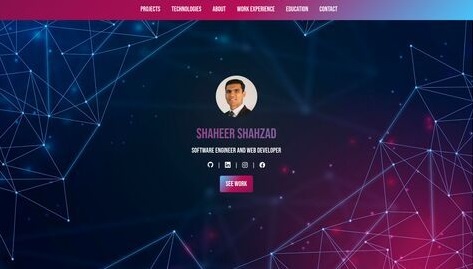 PROJECTS TECHNOLOGIES ABOUT WORK EXPERIENCE EDUCATION CONTACT
SHAHEER SHAHZAD
SOFTWARE ENGINEER AND WEB DEVELOPER
SEE WORK